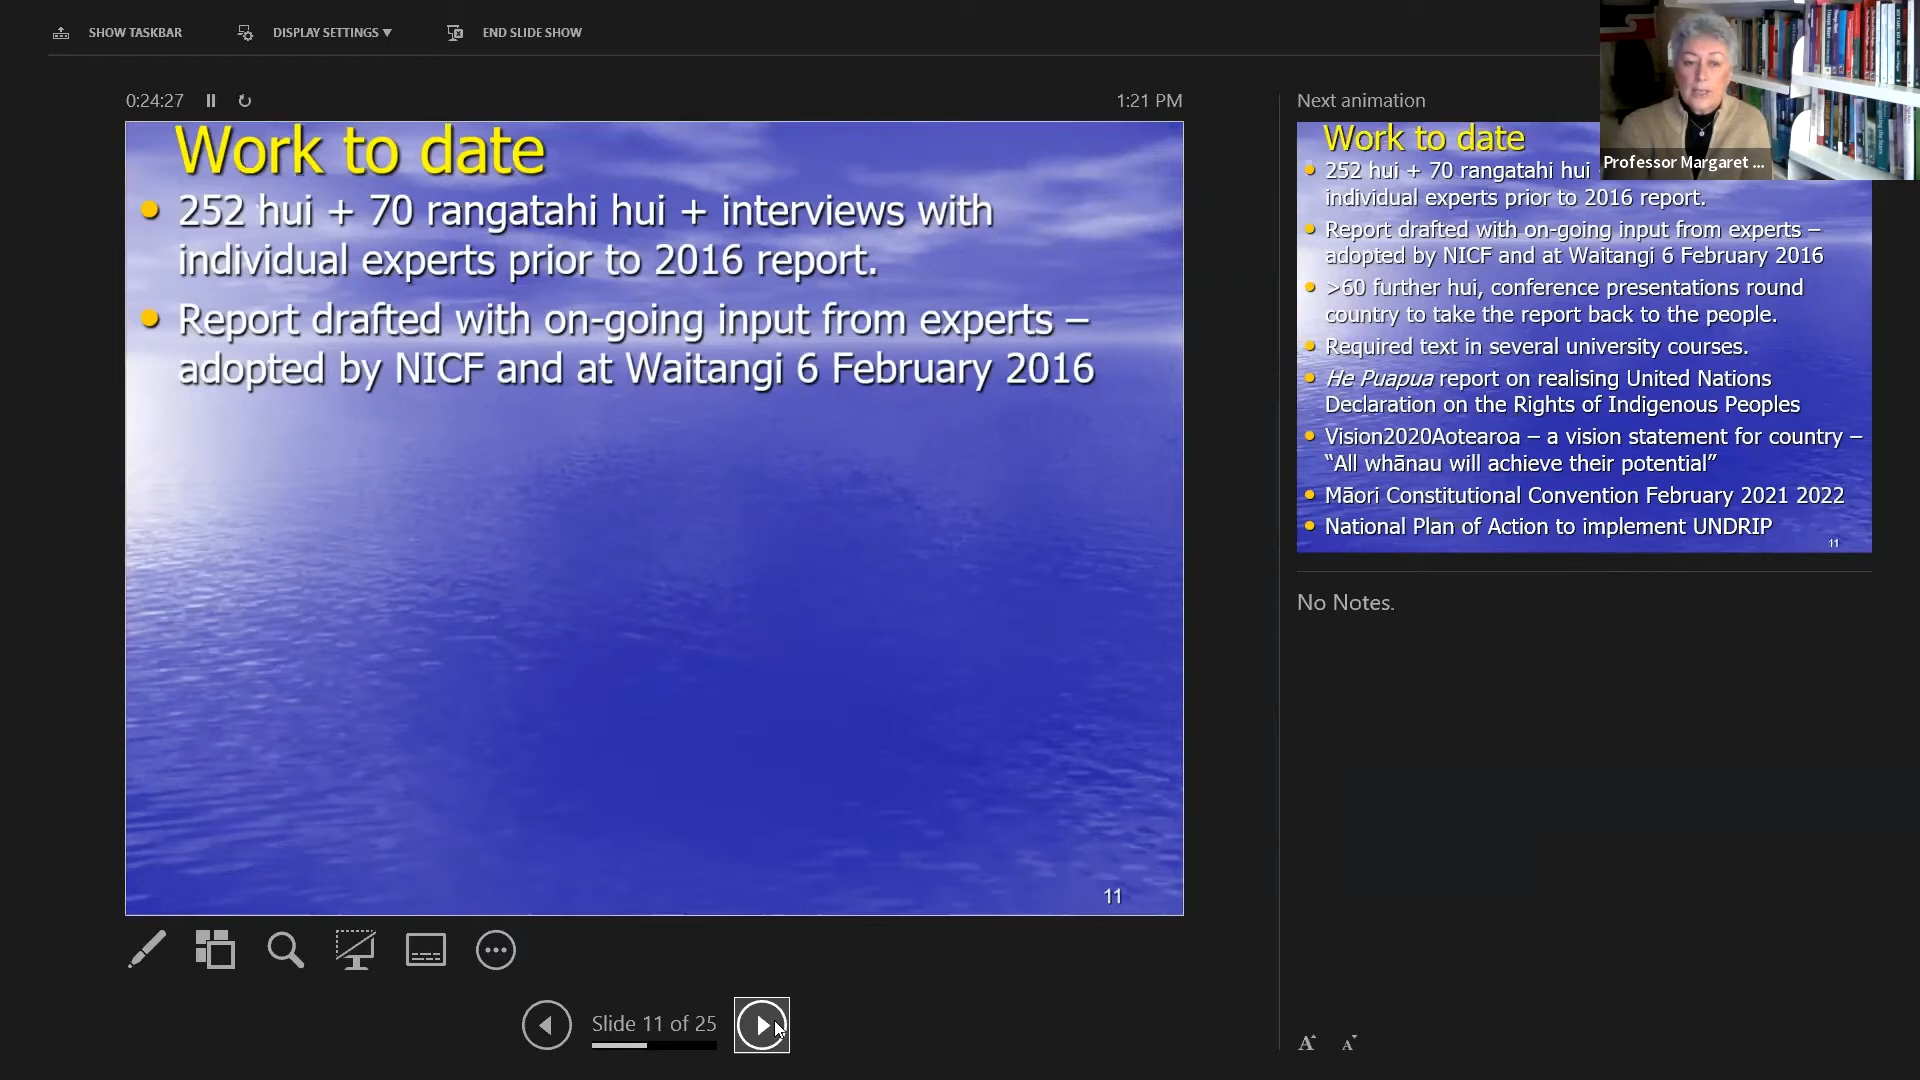 SHOW TASKBAR
DISPLAY SETTINGS ▼
END SLIDE SHOW
0:24:27
1:21 PM
Work to date
• 252 hui + 70 rangatahi hui + interviews with
individual experts prior to 2016 report.
• Report drafted with on-going input from experts –
adopted by NICF and at Waitangi 6 February 2016
11
Slide 11 of 25
Next animation
Professor Margaret ...
Work to date
• 252 hui + 70 rangatahi hui
individual experts prior to 2016 report.
• Report drafted with on-going input from experts –
adopted by NICF and at Waitangi 6 February 2016
• >60 further hui, conference presentations round
country to take the report back to the people.
• Required text in several university courses.
• He Puapua report on realising United Nations
Declaration on the Rights of Indigenous Peoples
• Vision2020Aotearoa – a vision statement for country –
“All whānau will achieve their potential”
• Māori Constitutional Convention February 2021 2022
• National Plan of Action to implement UNDRIP
11
No Notes.
A A